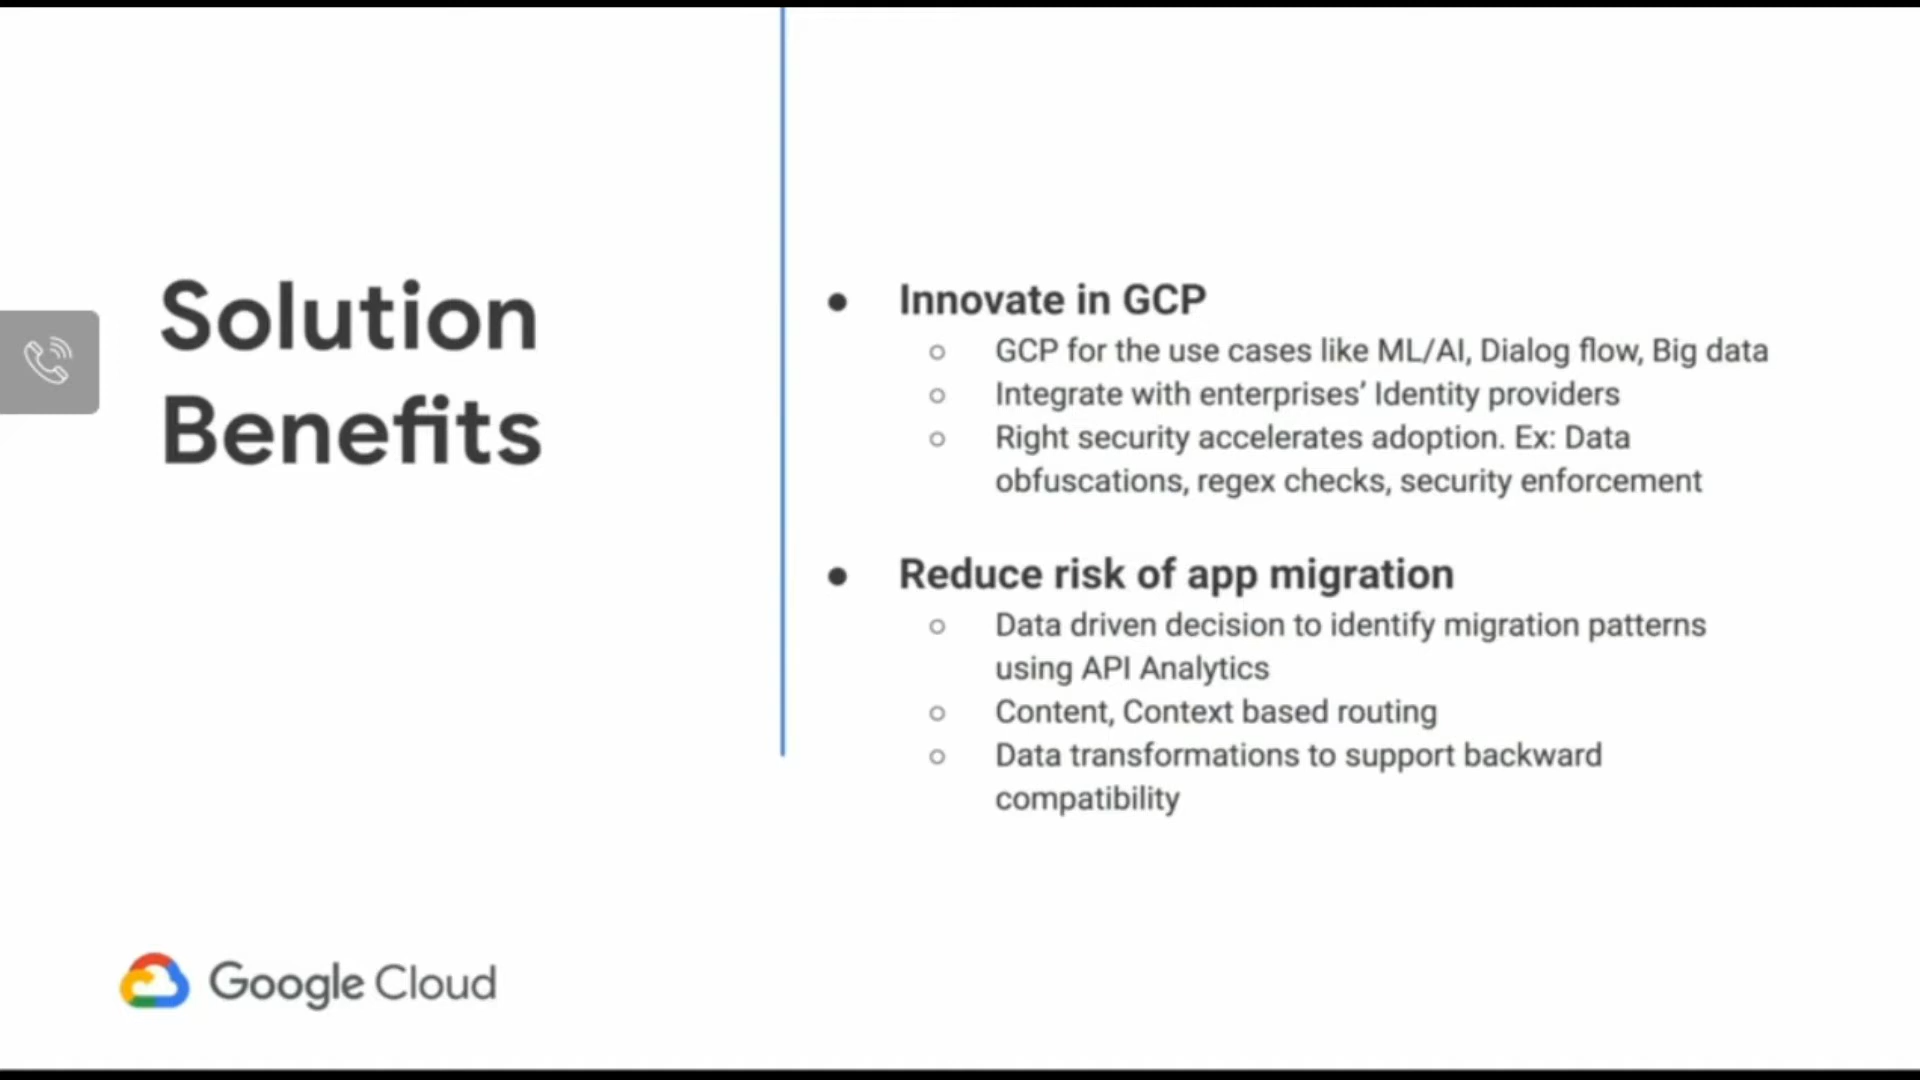 Solution
Benefits
● Innovate in GCP
○ GCP for the use cases like ML/AI, Dialog flow, Big data
○ Integrate with enterprises’ Identity providers
○ Right security accelerates adoption. Ex: Data
obfuscations, regex checks, security enforcement
● Reduce risk of app migration
○ Data driven decision to identify migration patterns
using API Analytics
○ Content, Context based routing
○ Data transformations to support backward
compatibility
Google Cloud